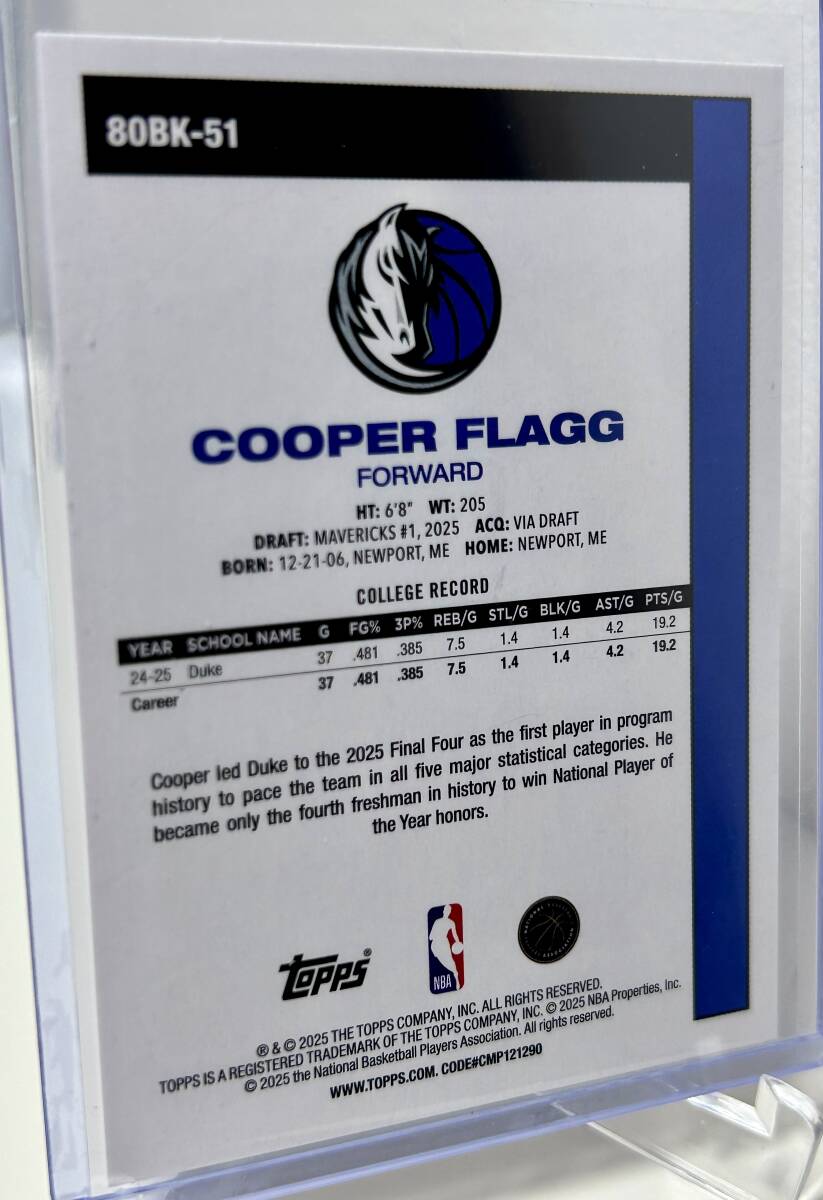 80BK-51
COOPER FLAGG
FORWARD
HT: 6'8" WT: 205
DRAFT: MAVERICKS #1, 2025 ACQ: VIA DRAFT
BORN: 12-21-06, NEWPORT, ME HOME: NEWPORT, ME
COLLEGE RECORD
YEAR SCHOOL NAME G FG% 3P% REB/G STL/G BLK/G AST/G PTS/G
24-25 Duke 37 .481 .385 7.5 1.4 1.4 4.2 19.2
Career 37 .481 .385 7.5 1.4 1.4 4.2 19.2
Cooper led Duke to the 2025 Final Four as the first player in program
history to pace the team in all five major statistical categories. He
became only the fourth freshman in history to win National Player of
the Year honors.
Topps®
NBA
® & © 2025 THE TOPPS COMPANY, INC. ALL RIGHTS RESERVED.
TOPPS IS A REGISTERED TRADEMARK OF THE TOPPS COMPANY, INC. © 2025 NBA Properties, Inc.
© 2025 the National Basketball Players Association. All rights reserved.
WWW.TOPPS.COM. CODE#CMP121290